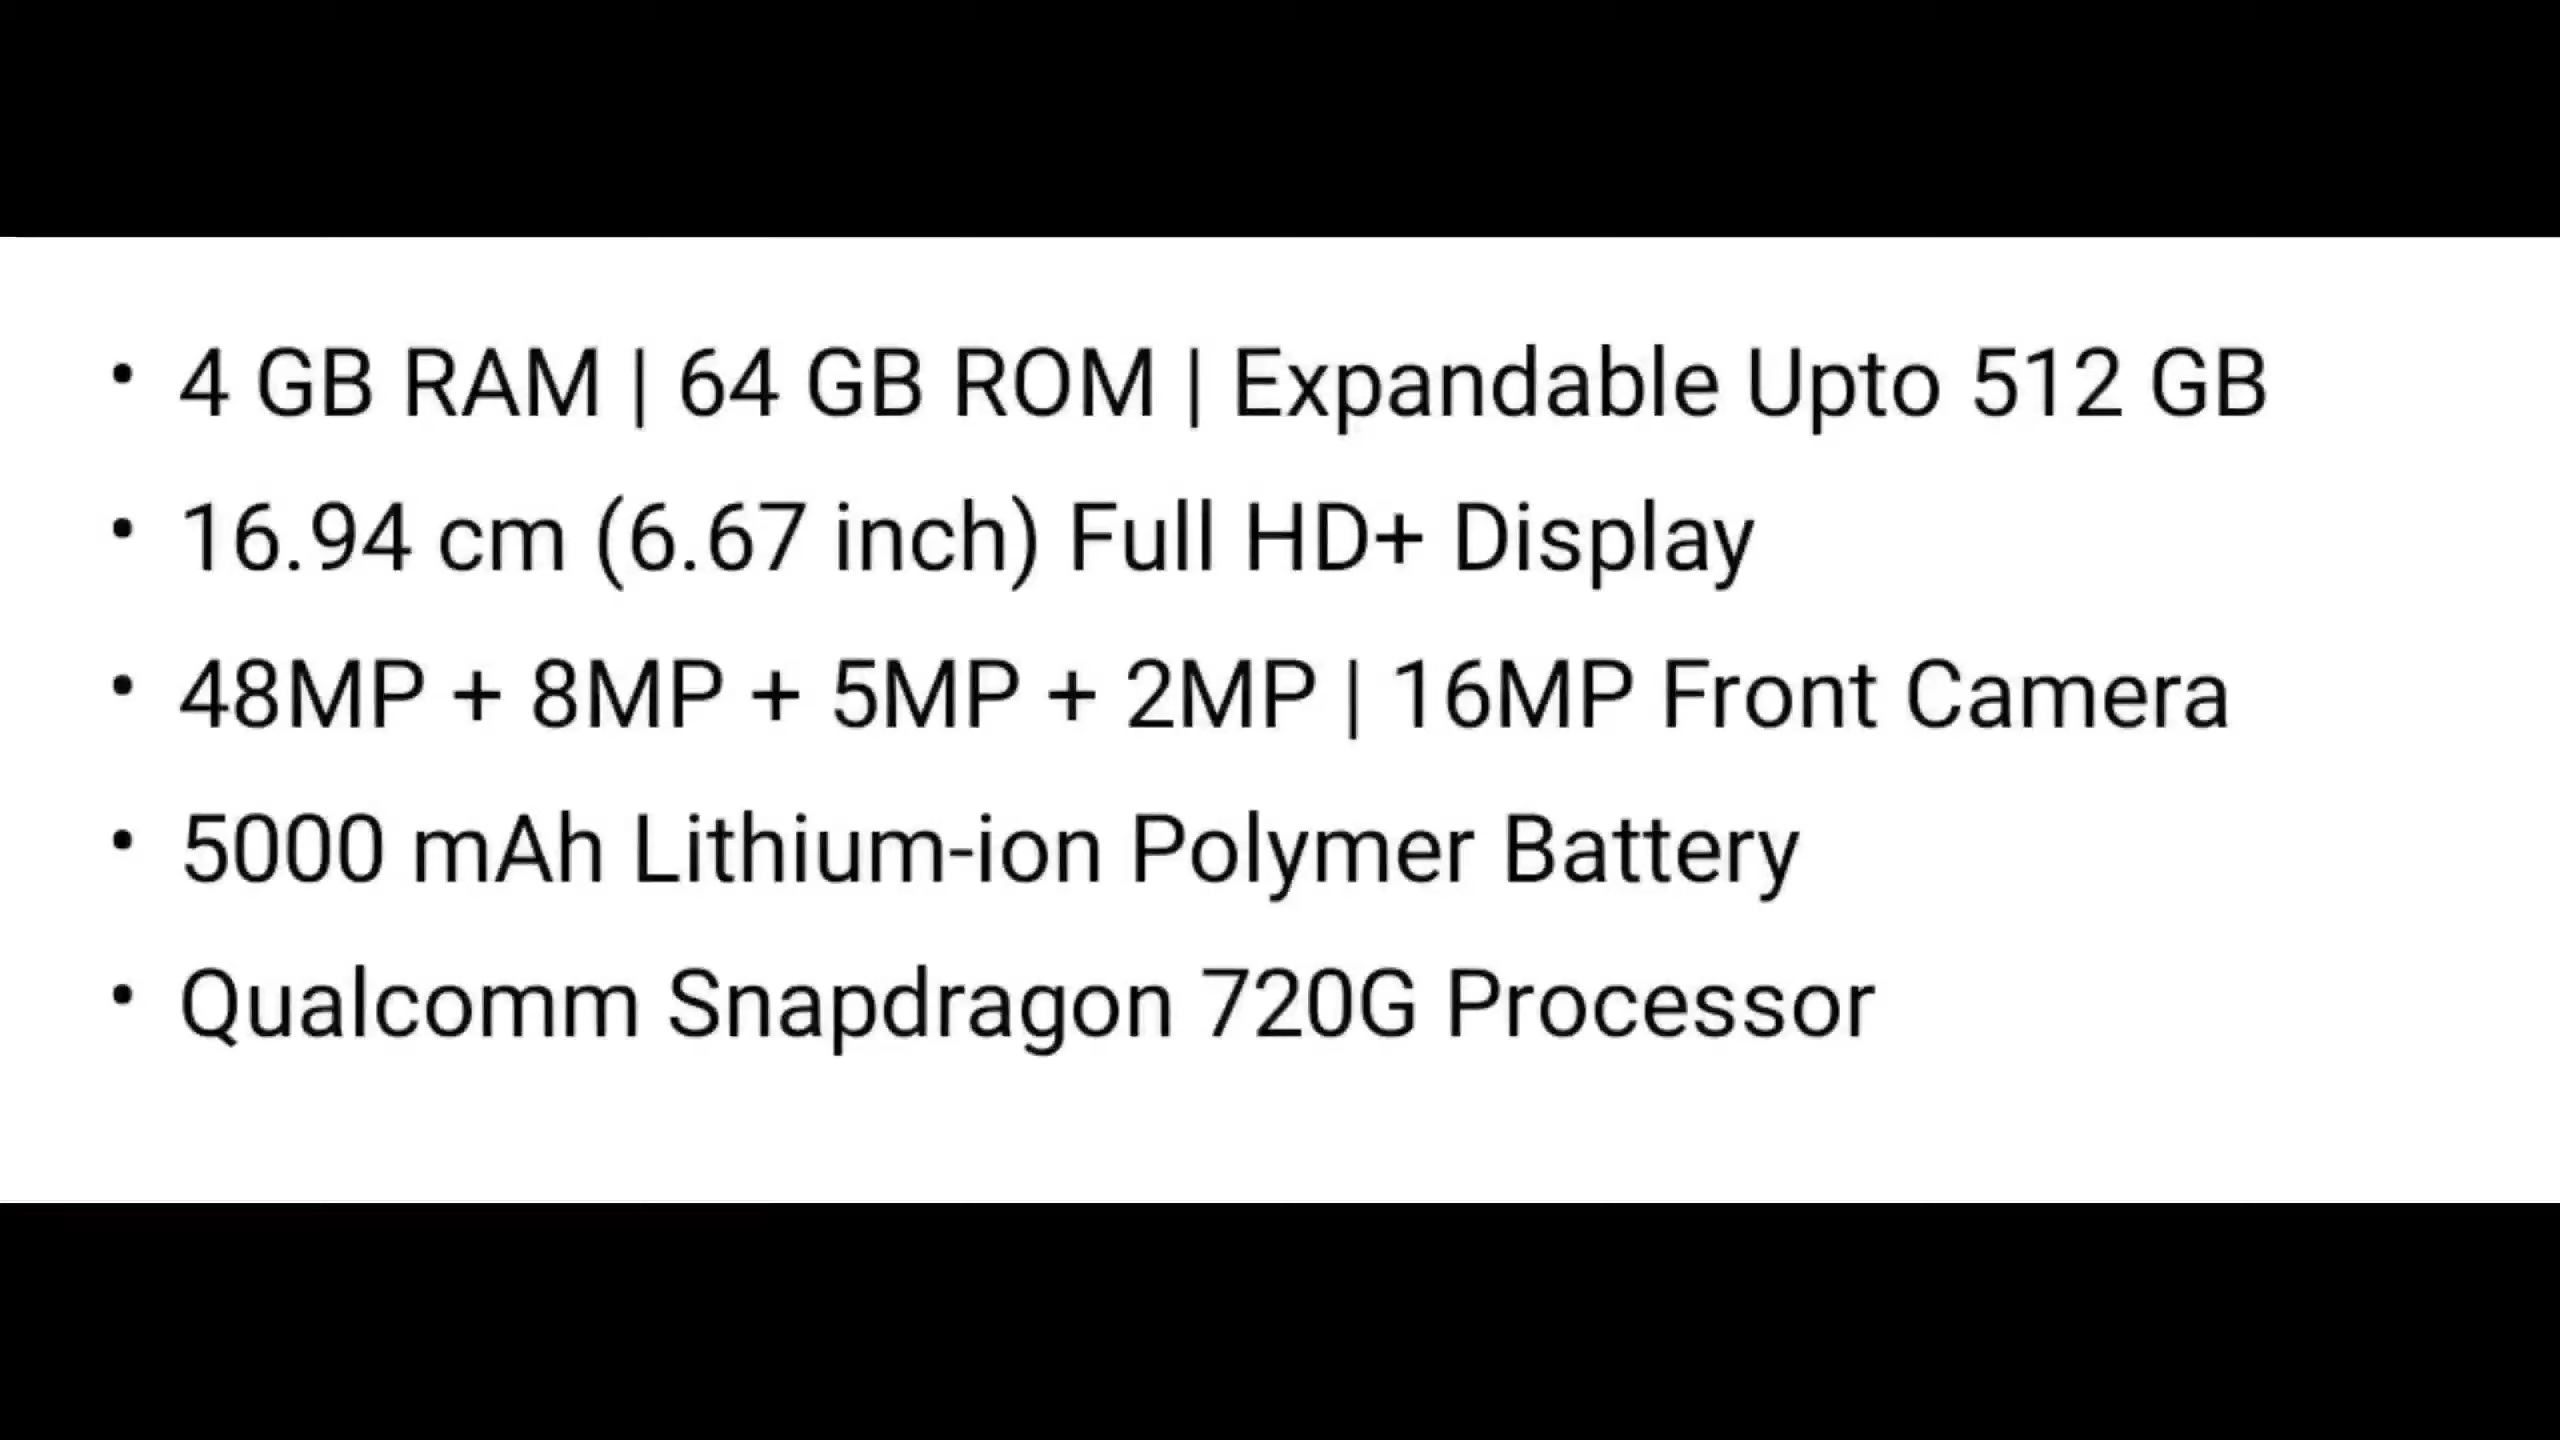 • 4 GB RAM | 64 GB ROM | Expandable Upto 512 GB
• 16.94 cm (6.67 inch) Full HD+ Display
• 48MP + 8MP + 5MP + 2MP | 16MP Front Camera
• 5000 mAh Lithium-ion Polymer Battery
• Qualcomm Snapdragon 720G Processor